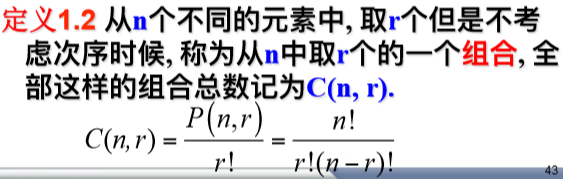 定义1.2 从n个不同的元素中, 取r个但是不考
虑次序时候, 称为从n中取r个的一个组合, 全
部这样的组合总数记为C(n, r).
C(n,r) = P(n,r) / r! = n! / r!(n−r)!
43